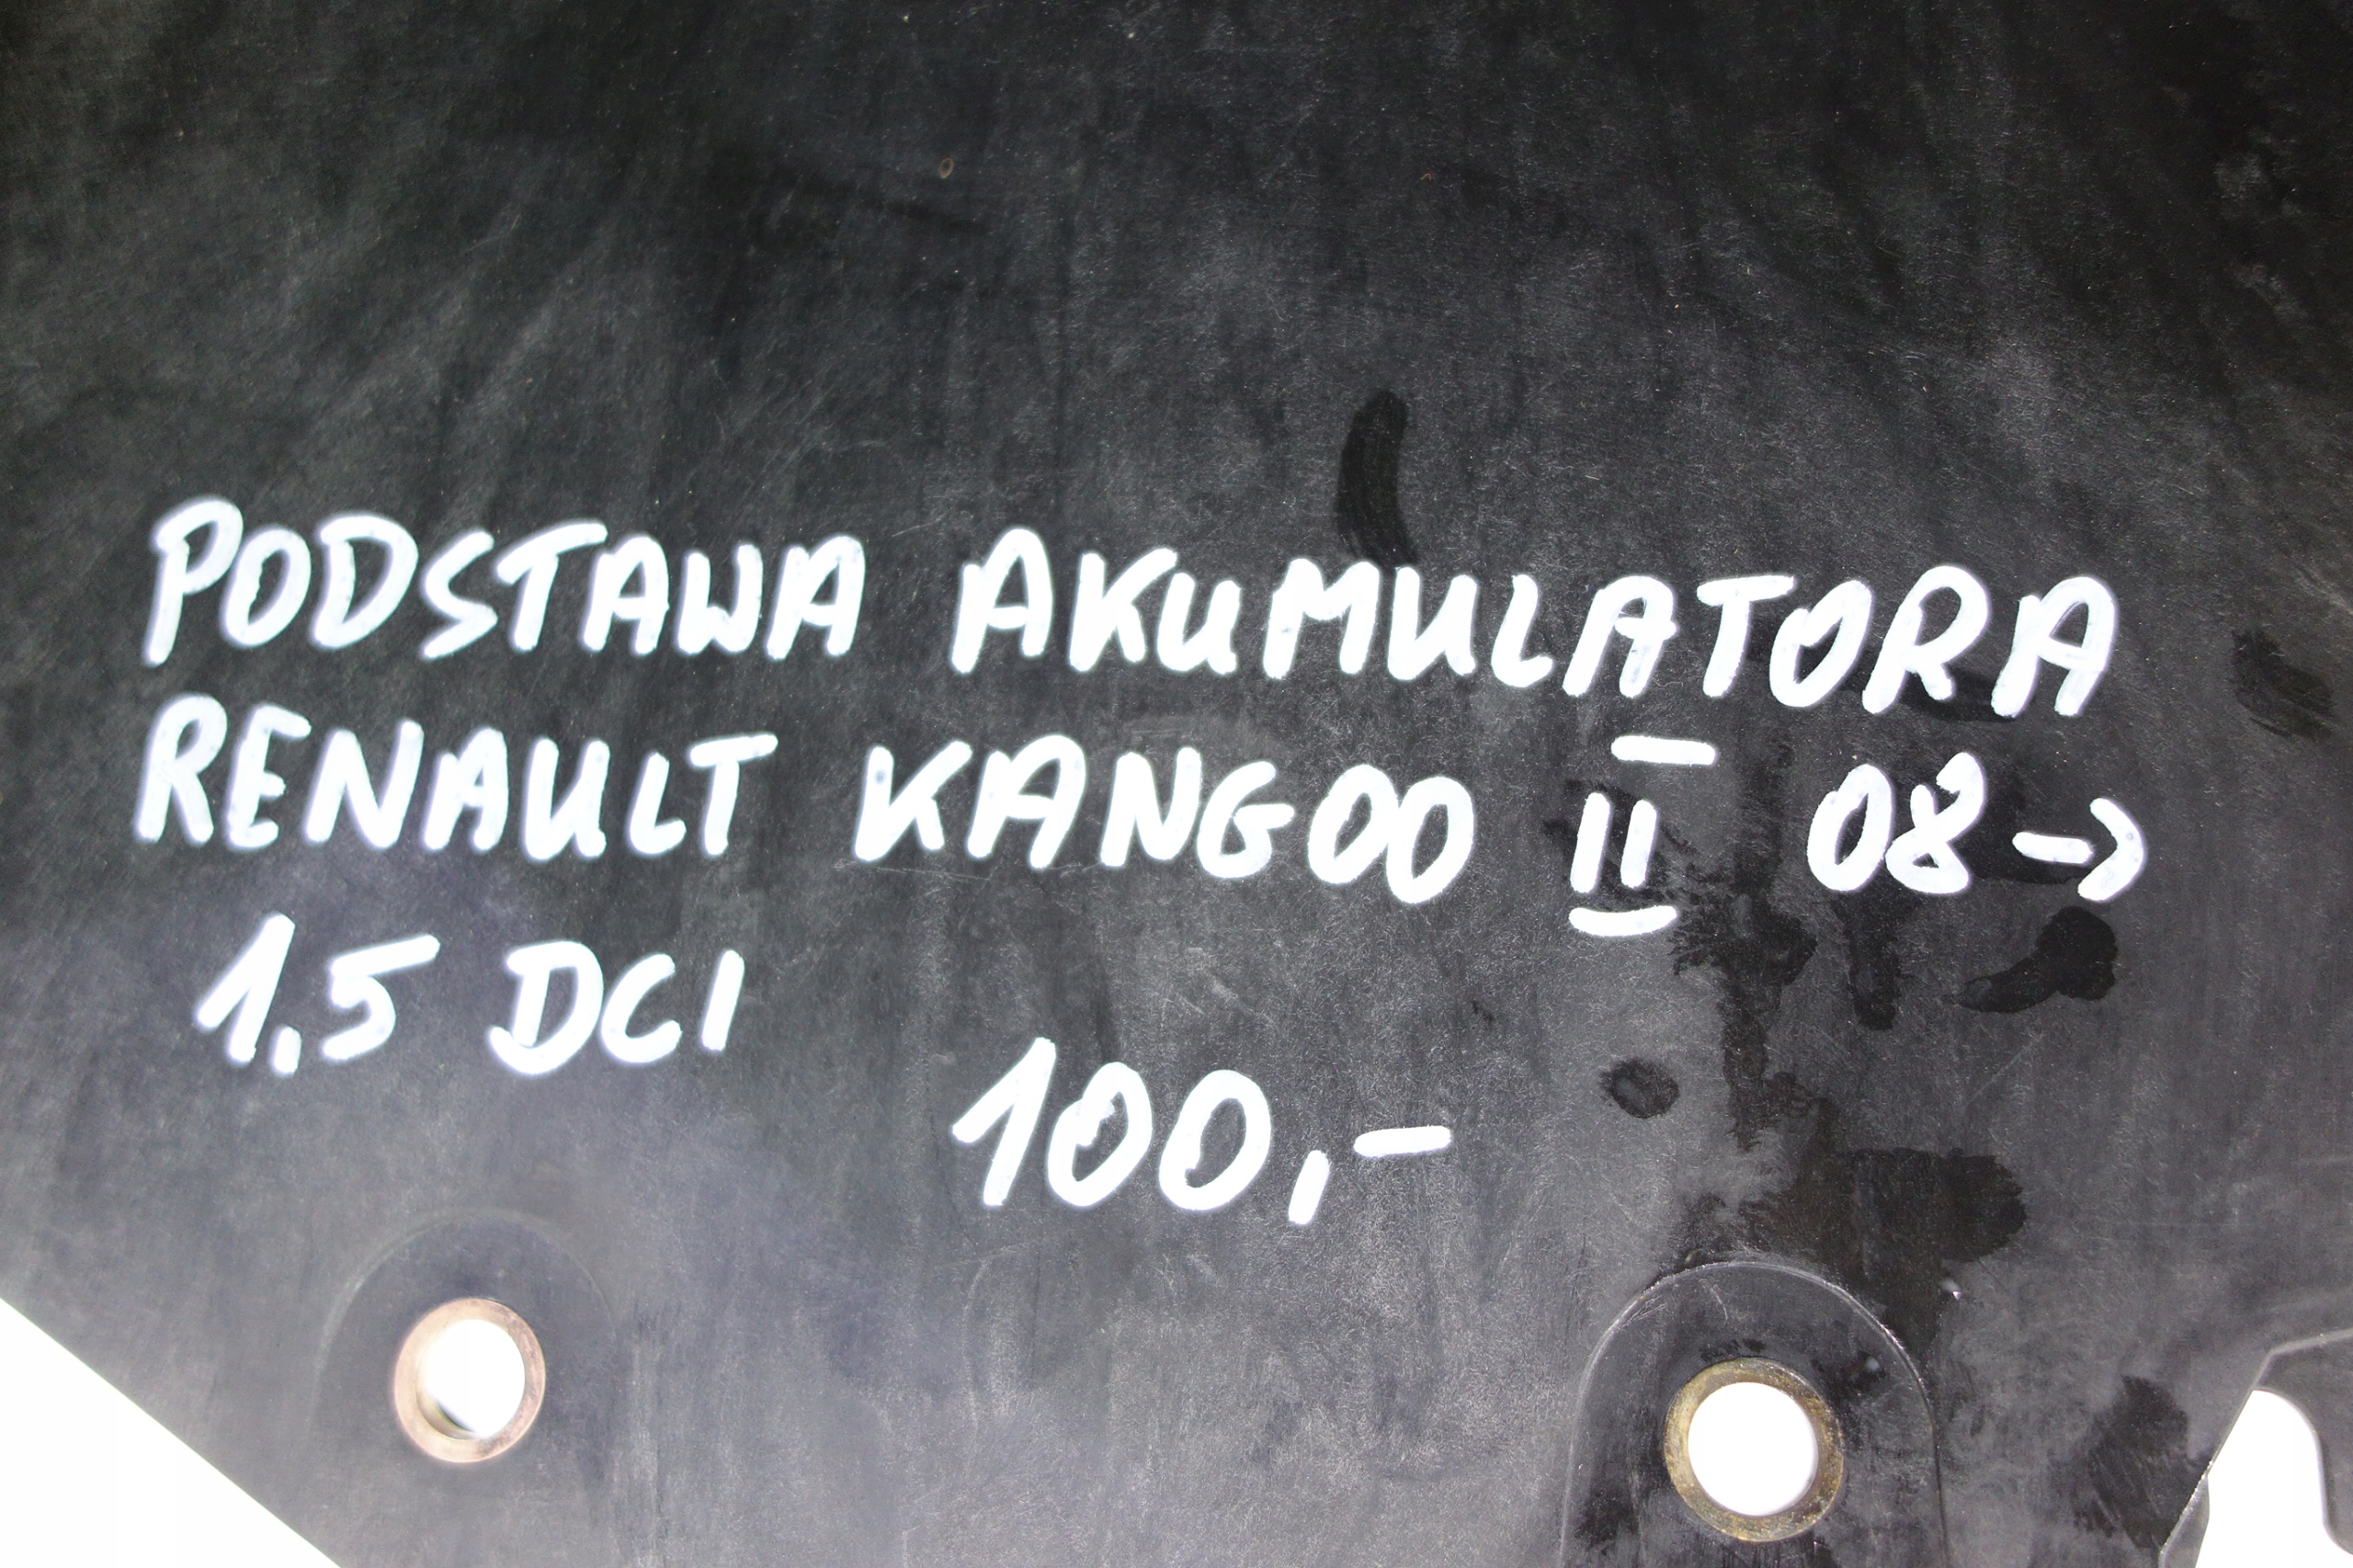 PODSTAWA AKUMULATORA
RENAULT KANGOO II 08->
1.5 DCI
100,-